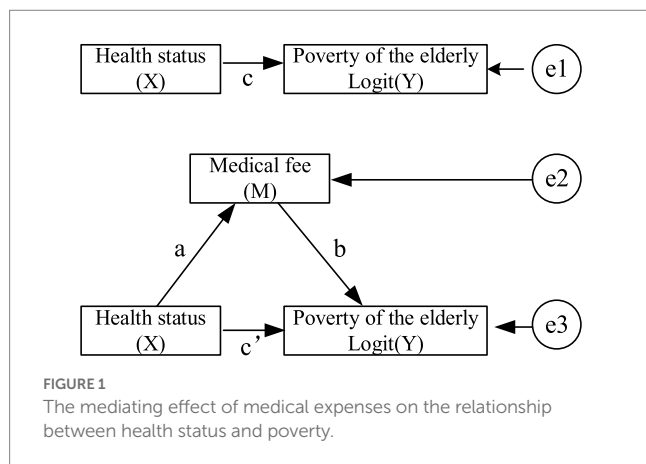 Health status
(X)
c
Poverty of the elderly
Logit(Y)
e1
Medical fee
(M)
e2
a
b
Health status
(X)
c’
Poverty of the elderly
Logit(Y)
e3
FIGURE 1
The mediating effect of medical expenses on the relationship
between health status and poverty.